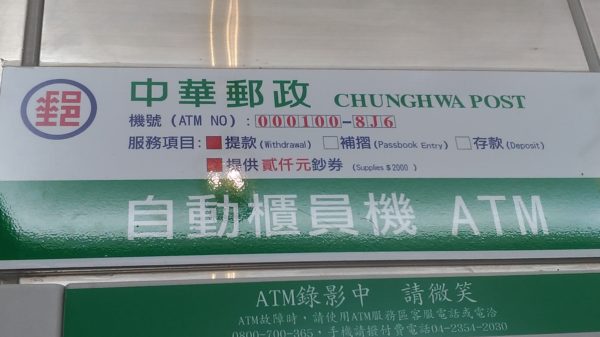 郵
中華郵政 CHUNGHWA POST
機號 (ATM NO) : 000100-8J6
服務項目: 提款 (Withdrawal) 補摺 (Passbook Entry) 存款 (Deposit)
提供 貳仟元 鈔券 (Supplies $2000 )
自動櫃員機 ATM
ATM錄影中 請微笑
ATM故障時，請使用ATM服務區客服電話或電洽
0800-700-365，手機請撥付費電話04-2354-2030